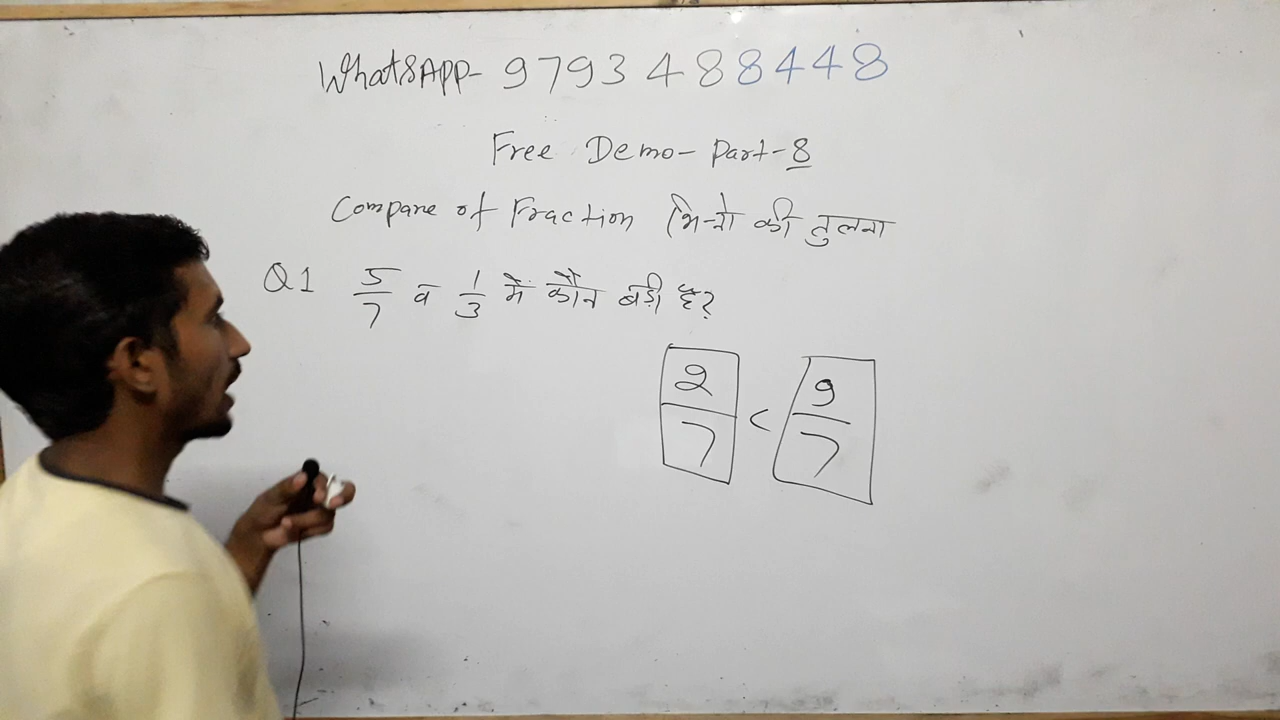 WhatsApp- 9793488448
Free Demo- Part-8
Compare of Fraction भिन्नो की तुलना
Q1 5/7 व 1/3 में कौन बड़ी है?
2/7 < 9/7